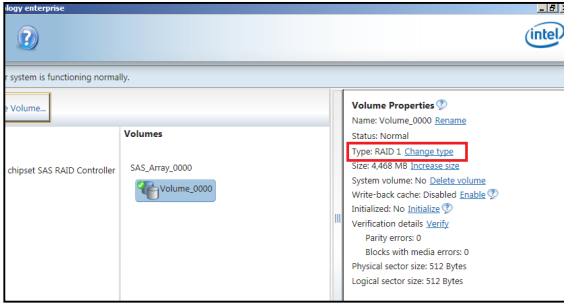 ology enterprise
intel
r system is functioning normally.
e Volume...
Volumes
chipset SAS RAID Controller
SAS_Array_0000
Volume_0000
Volume Properties
Name: Volume_0000 Rename
Status: Normal
Type: RAID 1 Change type
Size: 4,468 MB Increase size
System volume: No Delete volume
Write-back cache: Disabled Enable
Initialized: No Initialize
Verification details Verify
Parity errors: 0
Blocks with media errors: 0
Physical sector size: 512 Bytes
Logical sector size: 512 Bytes